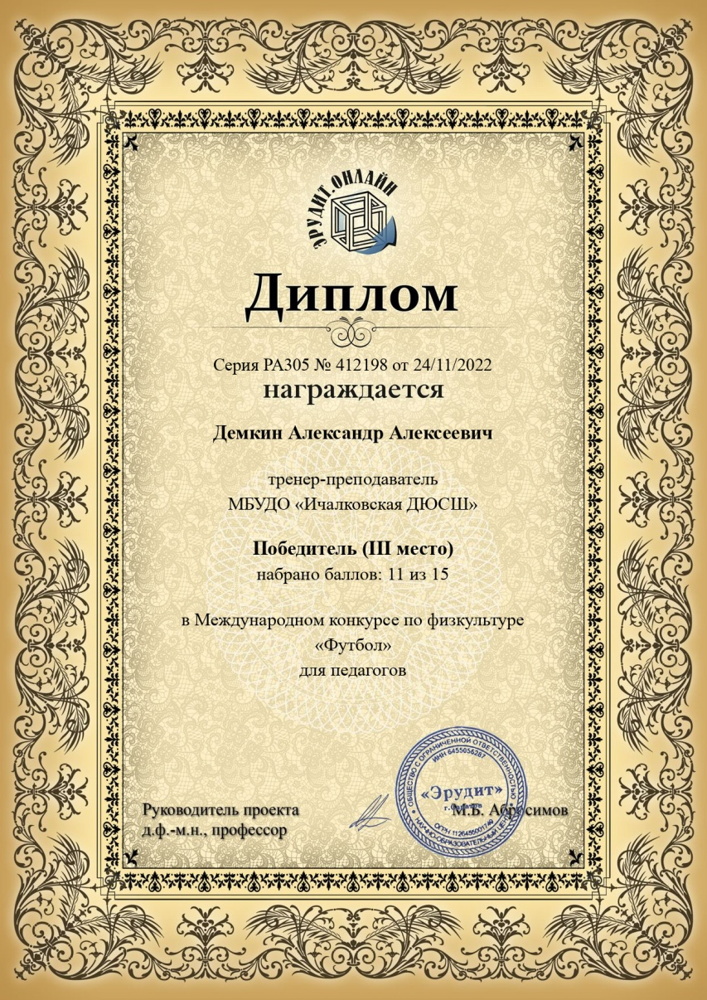 ЭРУДИТ.ОНЛАЙН
Диплом
Серия РА305 № 412198 от 24/11/2022
награждается
Демкин Александр Алексеевич
тренер-преподаватель
МБУДО «Ичалковская ДЮСШ»
Победитель (III место)
набрано баллов: 11 из 15
в Международном конкурсе по физкультуре
«Футбол»
для педагогов
Руководитель проекта
д.ф.-м.н., профессор
М.Б. Абросимов
ОБЩЕСТВО С ОГРАНИЧЕННОЙ ОТВЕТСТВЕННОСТЬЮ
ИНН 6455056287
«Эрудит»
г.Саратов
ОГРН 1126455001749
НАУЧНО-ОБРАЗОВАТЕЛЬНЫЙ ЦЕНТР